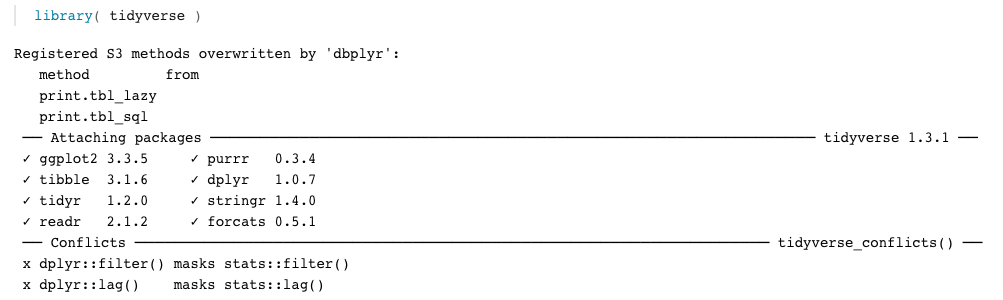 library( tidyverse )
Registered S3 methods overwritten by 'dbplyr':
method         from
print.tbl_lazy
print.tbl_sql
── Attaching packages ──────────────────── tidyverse 1.3.1 ──
✓ ggplot2 3.3.5     ✓ purrr   0.3.4
✓ tibble  3.1.6     ✓ dplyr   1.0.7
✓ tidyr   1.2.0     ✓ stringr 1.4.0
✓ readr   2.1.2     ✓ forcats 0.5.1
── Conflicts ──────────────────── tidyverse_conflicts() ──
x dplyr::filter() masks stats::filter()
x dplyr::lag()    masks stats::lag()